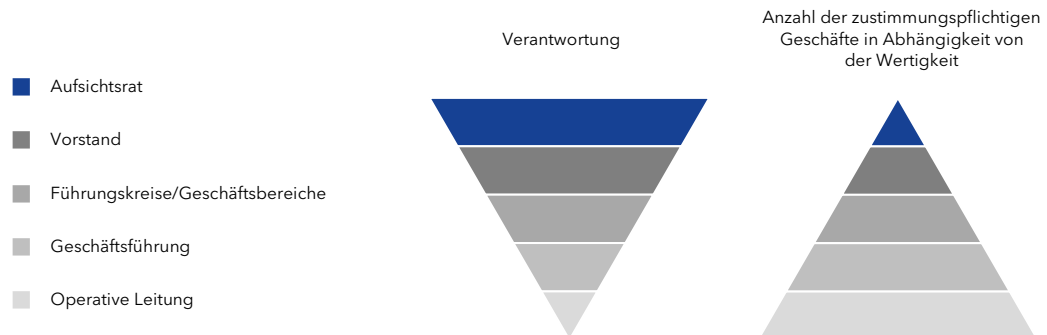 Anzahl der zustimmungspflichtigen
Geschäfte in Abhängigkeit von
der Wertigkeit
Verantwortung
Aufsichtsrat
Vorstand
Führungskreise/Geschäftsbereiche
Geschäftsführung
Operative Leitung